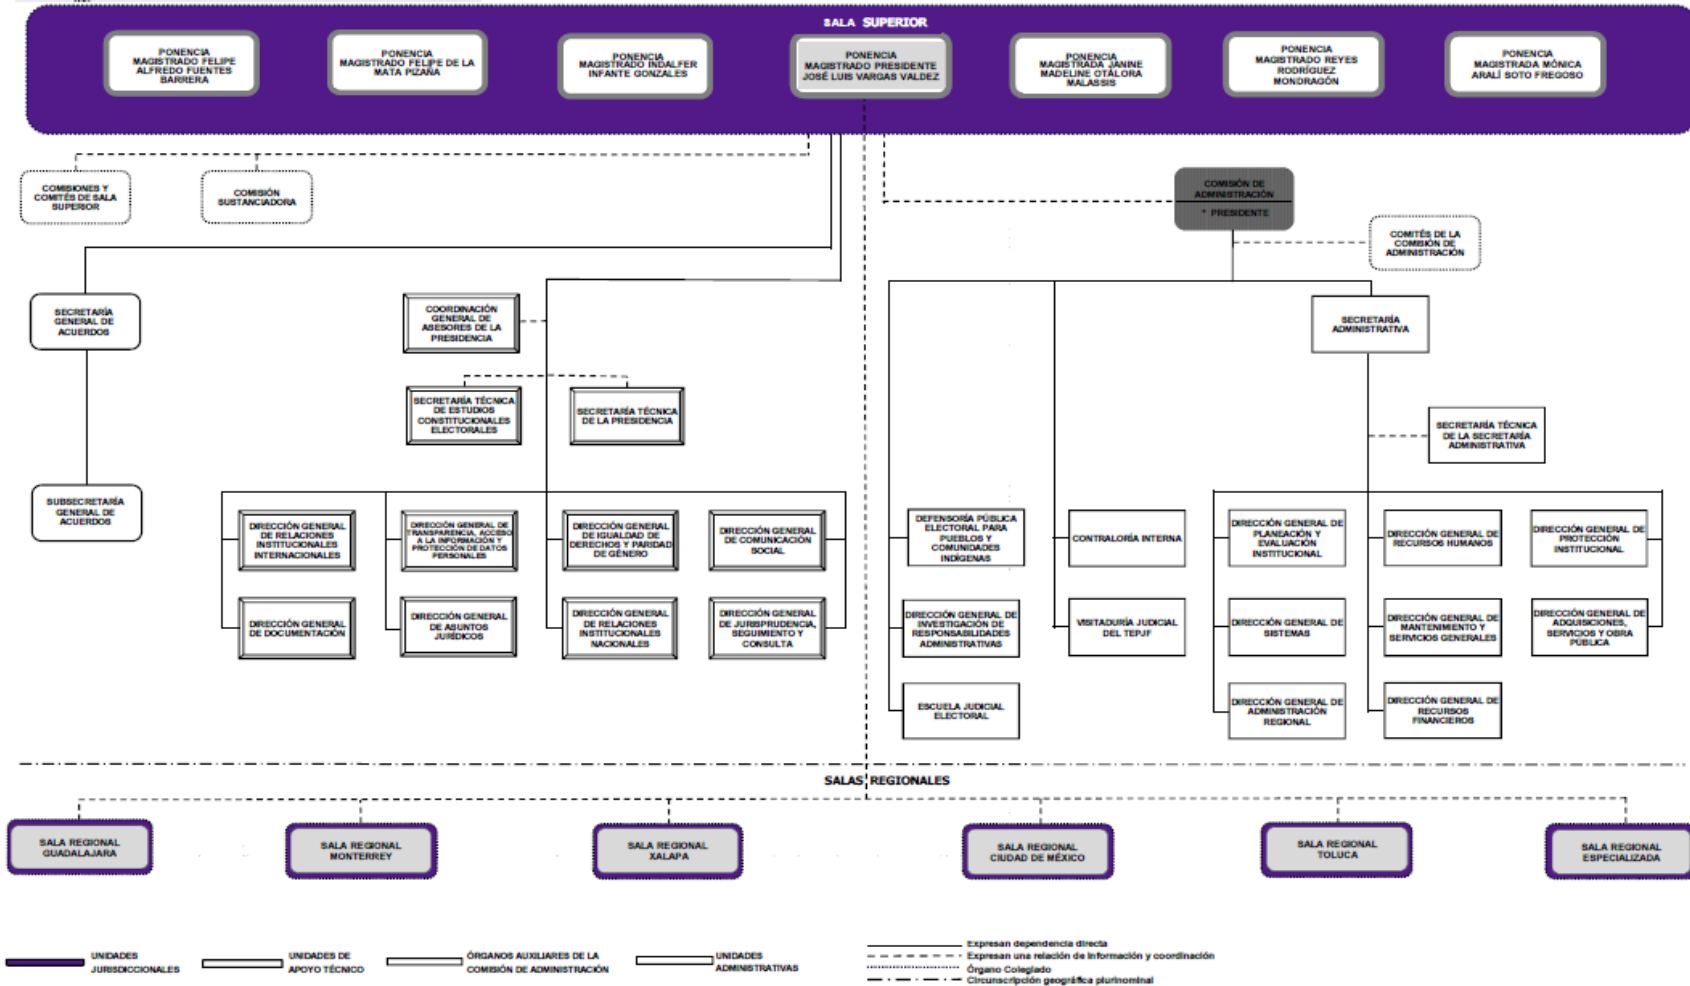 SALA SUPERIOR
PONENCIA
MAGISTRADO FELIPE
ALFREDO FUENTES
BARRERA
PONENCIA
MAGISTRADO FELIPE DE LA
MATA PIZAÑA
PONENCIA
MAGISTRADO INDALFER
INFANTE GONZALES
PONENCIA
MAGISTRADO PRESIDENTE
JOSÉ LUIS VARGAS VALDEZ
PONENCIA
MAGISTRADA JANINE
MADELINE OTÁLORA
MALASSIS
PONENCIA
MAGISTRADO REYES
RODRÍGUEZ
MONDRAGÓN
PONENCIA
MAGISTRADA MÓNICA
ARALÍ SOTO FREGOSO
COMISIONES Y
COMITÉS DE SALA
SUPERIOR
COMISIÓN
SUSTANCIADORA
COMISIÓN DE
ADMINISTRACIÓN
* PRESIDENTE
COMITÉS DE LA
COMISIÓN DE
ADMINISTRACIÓN
SECRETARÍA
GENERAL DE
ACUERDOS
COORDINACIÓN
GENERAL DE
ASESORES DE LA
PRESIDENCIA
SECRETARÍA
ADMINISTRATIVA
SECRETARÍA TÉCNICA
DE ESTUDIOS
CONSTITUCIONALES
ELECTORALES
SECRETARÍA TÉCNICA
DE LA PRESIDENCIA
SECRETARÍA TÉCNICA
DE LA SECRETARÍA
ADMINISTRATIVA
SUBSECRETARÍA
GENERAL DE
ACUERDOS
DIRECCIÓN GENERAL
DE RELACIONES
INSTITUCIONALES
INTERNACIONALES
DIRECCIÓN GENERAL DE
TRANSPARENCIA, ACCESO
A LA INFORMACIÓN Y
PROTECCIÓN DE DATOS
PERSONALES
DIRECCIÓN GENERAL
DE IGUALDAD DE
DERECHOS Y PARIDAD
DE GÉNERO
DIRECCIÓN GENERAL
DE COMUNICACIÓN
SOCIAL
DEFENSORÍA PÚBLICA
ELECTORAL PARA
PUEBLOS Y
COMUNIDADES
INDÍGENAS
CONTRALORÍA INTERNA
DIRECCIÓN GENERAL DE
PLANEACIÓN Y
EVALUACIÓN
INSTITUCIONAL
DIRECCIÓN GENERAL DE
RECURSOS HUMANOS
DIRECCIÓN GENERAL DE
PROTECCIÓN
INSTITUCIONAL
DIRECCIÓN GENERAL
DE DOCUMENTACIÓN
DIRECCIÓN GENERAL
DE ASUNTOS
JURÍDICOS
DIRECCIÓN GENERAL
DE RELACIONES
INSTITUCIONALES
NACIONALES
DIRECCIÓN GENERAL
DE JURISPRUDENCIA,
SEGUIMIENTO Y
CONSULTA
DIRECCIÓN GENERAL DE
INVESTIGACIÓN DE
RESPONSABILIDADES
ADMINISTRATIVAS
VISITADURÍA JUDICIAL
DEL TEPJF
DIRECCIÓN GENERAL DE
SISTEMAS
DIRECCIÓN GENERAL DE
MANTENIMIENTO Y
SERVICIOS GENERALES
DIRECCIÓN GENERAL DE
ADQUISICIONES,
SERVICIOS Y OBRA
PÚBLICA
ESCUELA JUDICIAL
ELECTORAL
DIRECCIÓN GENERAL DE
ADMINISTRACIÓN
REGIONAL
DIRECCIÓN GENERAL DE
RECURSOS
FINANCIEROS
SALAS REGIONALES
SALA REGIONAL
GUADALAJARA
SALA REGIONAL
MONTERREY
SALA REGIONAL
XALAPA
SALA REGIONAL
CIUDAD DE MÉXICO
SALA REGIONAL
TOLUCA
SALA REGIONAL
ESPECIALIZADA
UNIDADES
JURISDICCIONALES
UNIDADES DE
APOYO TÉCNICO
ÓRGANOS AUXILIARES DE LA
COMISIÓN DE ADMINISTRACIÓN
UNIDADES
ADMINISTRATIVAS
Expresan dependencia directa
Expresan una relación de información y coordinación
Órgano Colegiado
Circunscripción geográfica plurinominal